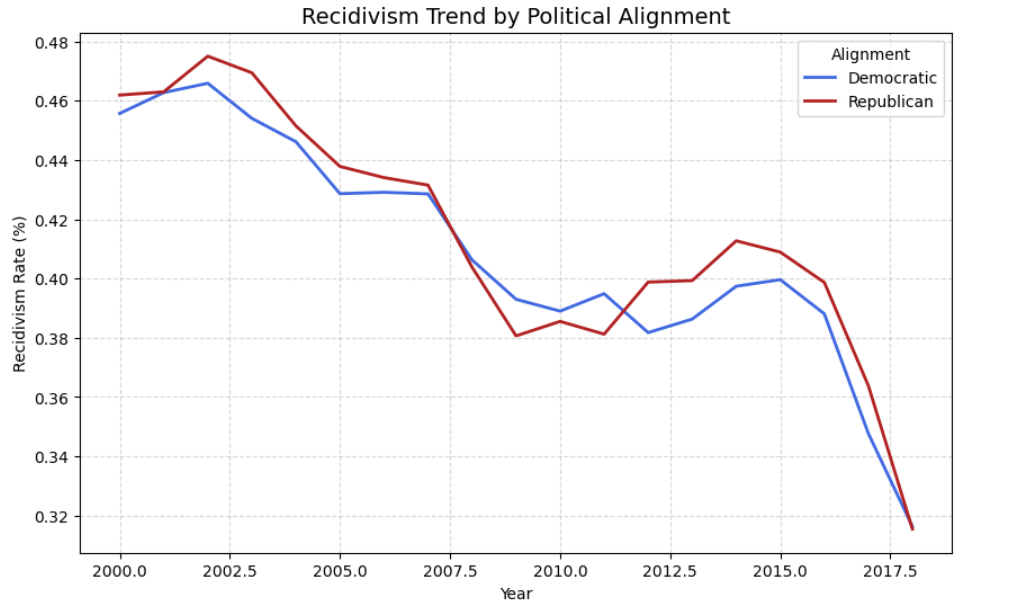 Recidivism Trend by Political Alignment
0.48
0.46
0.44
0.42
0.40
0.38
0.36
0.34
0.32
Recidivism Rate (%)
Alignment
Democratic
Republican
2000.0 2002.5 2005.0 2007.5 2010.0 2012.5 2015.0 2017.5
Year